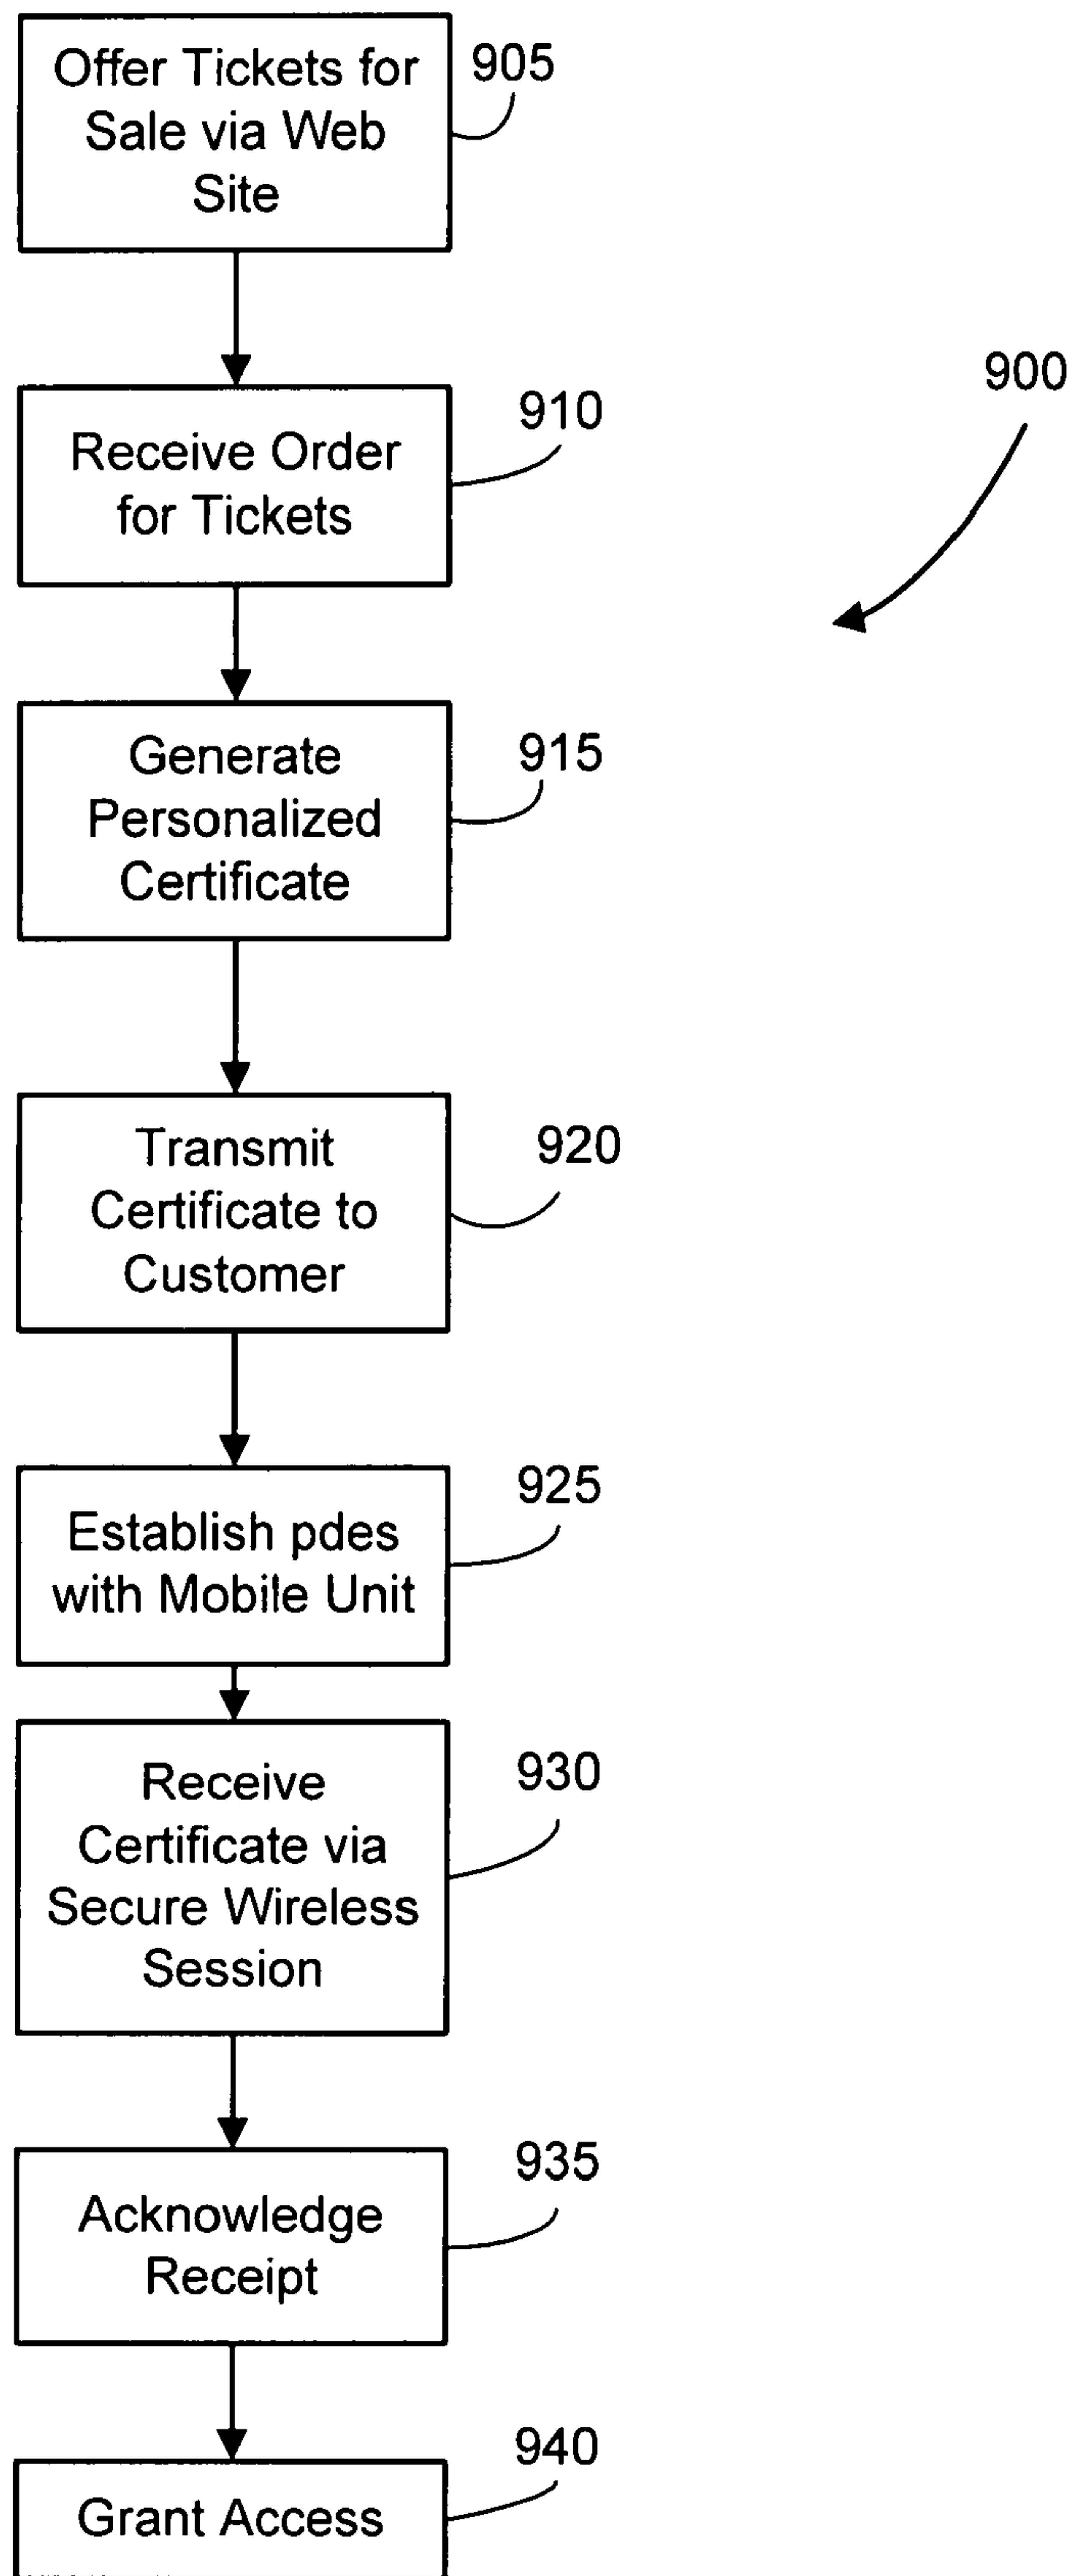 Offer Tickets for
Sale via Web
Site
905
Receive Order
for Tickets
910
900
Generate
Personalized
Certificate
915
Transmit
Certificate to
Customer
920
Establish pdes
with Mobile Unit
925
Receive
Certificate via
Secure Wireless
Session
930
Acknowledge
Receipt
935
Grant Access
940